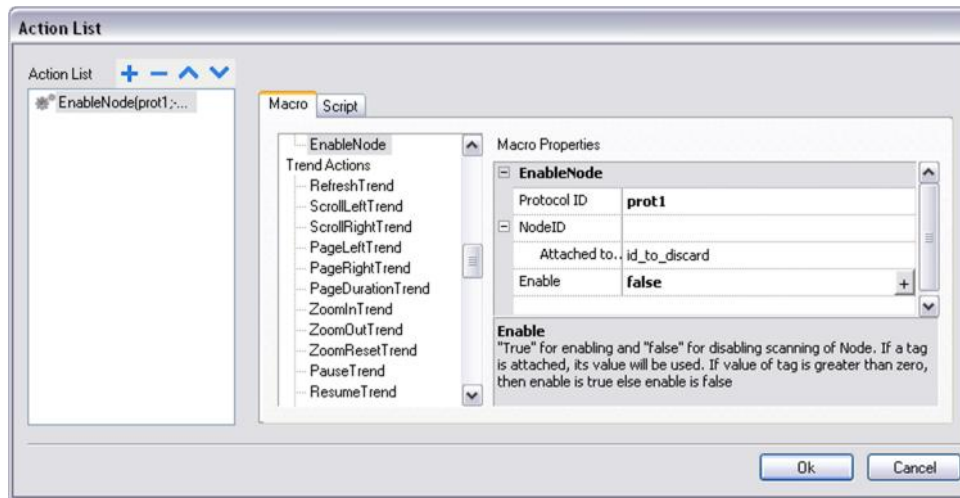 Action List
Action List
EnableNode(prot1;-...
Macro
Script
EnableNode
Trend Actions
RefreshTrend
ScrollLeftTrend
ScrollRightTrend
PageLeftTrend
PageRightTrend
PageDurationTrend
ZoomInTrend
ZoomOutTrend
ZoomResetTrend
PauseTrend
ResumeTrend
Macro Properties
EnableNode
Protocol ID prot1
NodeID
Attached to.. id_to_discard
Enable false +
Enable
"True" for enabling and "false" for disabling scanning of Node. If a tag
is attached, its value will be used. If value of tag is greater than zero,
then enable is true else enable is false
Ok
Cancel